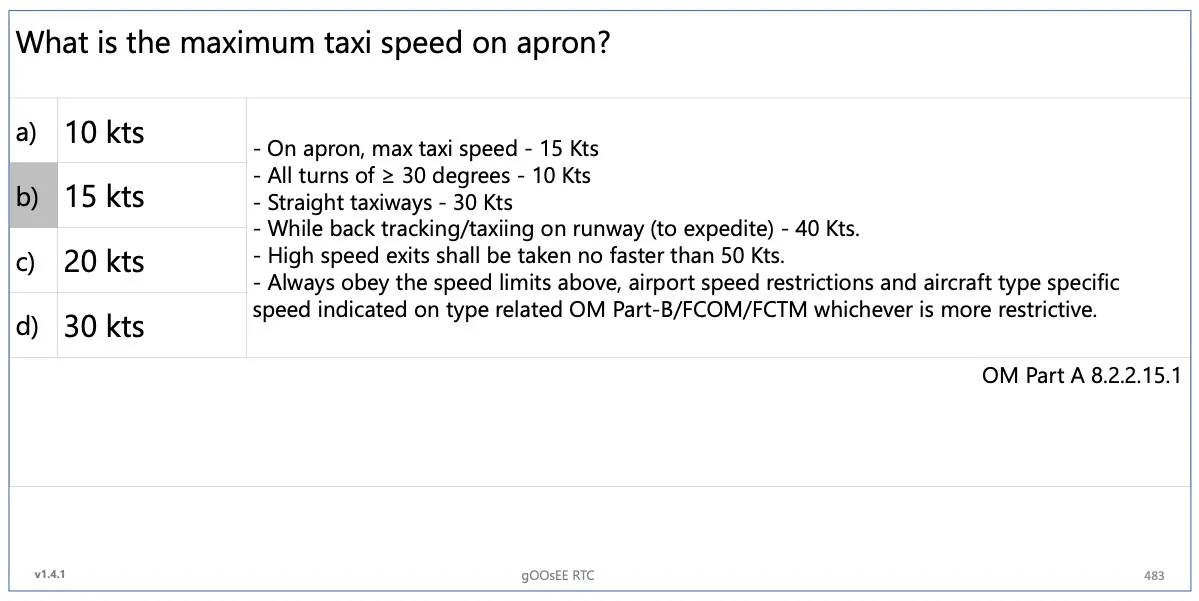 What is the maximum taxi speed on apron?
a) 10 kts
b) 15 kts
c) 20 kts
d) 30 kts
- On apron, max taxi speed - 15 Kts
- All turns of ≥ 30 degrees - 10 Kts
- Straight taxiways - 30 Kts
- While back tracking/taxiing on runway (to expedite) - 40 Kts.
- High speed exits shall be taken no faster than 50 Kts.
- Always obey the speed limits above, airport speed restrictions and aircraft type specific
speed indicated on type related OM Part-B/FCOM/FCTM whichever is more restrictive.
OM Part A 8.2.2.15.1
v1.4.1
gOOsEE RTC
483